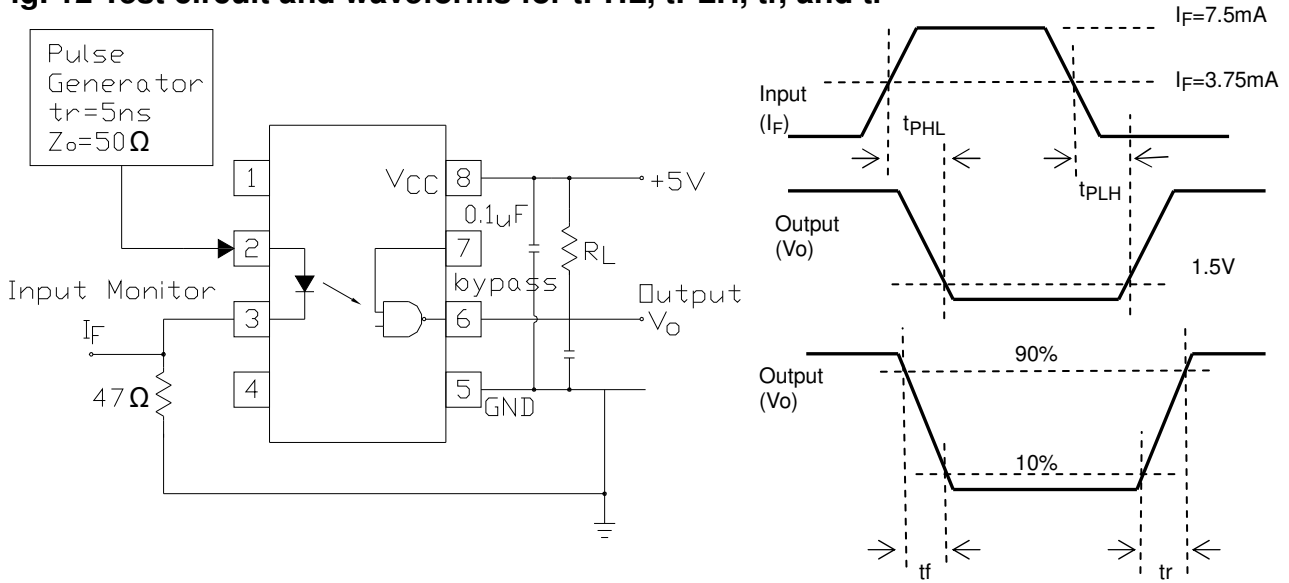 Pulse
Generator
tr=5ns
Zo=50Ω
1
2
3
4
VCC 8
7
6
5
GND
0.1uF
bypass
RL
+5V
Output
Vo
Input Monitor
IF
47Ω
Input
(IF)
IF=7.5mA
IF=3.75mA
tPHL
tPLH
Output
(Vo)
1.5V
Output
(Vo)
90%
10%
tf
tr